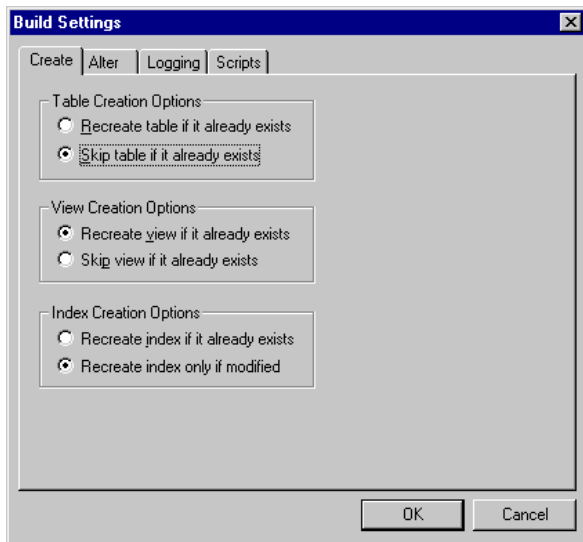 Build Settings
Create Alter Logging Scripts
Table Creation Options
Recreate table if it already exists
Skip table if it already exists
View Creation Options
Recreate view if it already exists
Skip view if it already exists
Index Creation Options
Recreate index if it already exists
Recreate index only if modified
OK Cancel